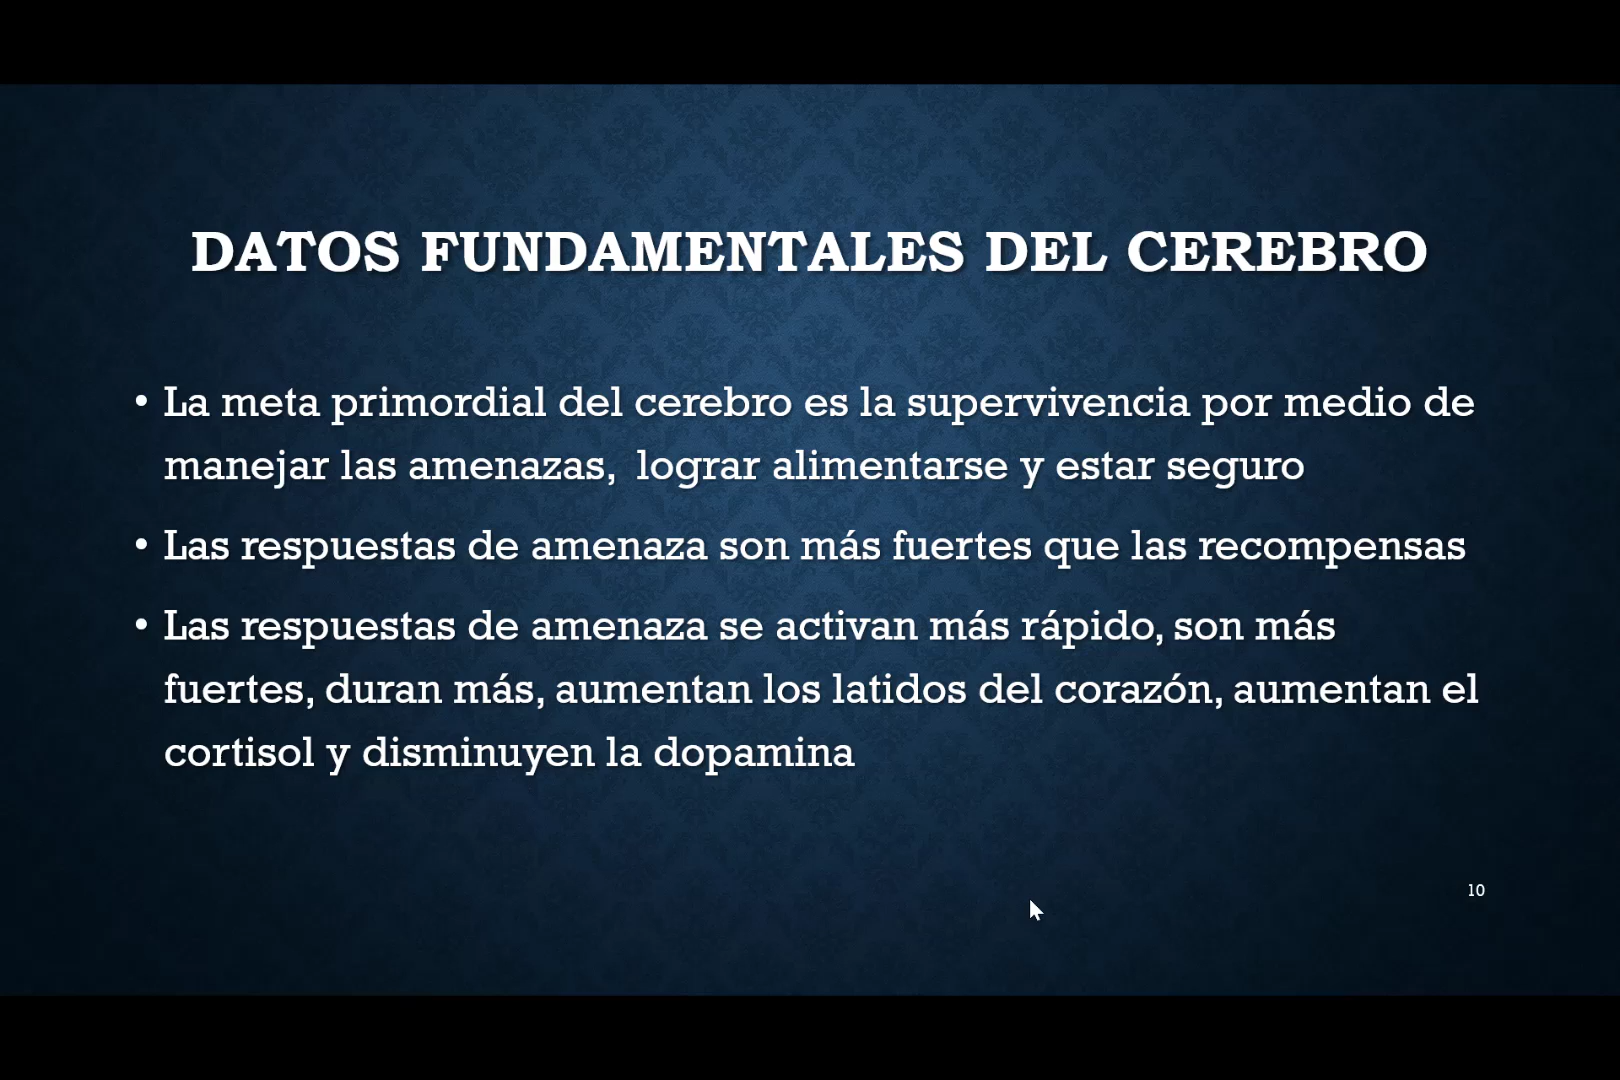 DATOS FUNDAMENTALES DEL CEREBRO
• La meta primordial del cerebro es la supervivencia por medio de
manejar las amenazas,  lograr alimentarse y estar seguro
• Las respuestas de amenaza son más fuertes que las recompensas
• Las respuestas de amenaza se activan más rápido, son más
fuertes, duran más, aumentan los latidos del corazón, aumentan el
cortisol y disminuyen la dopamina
10